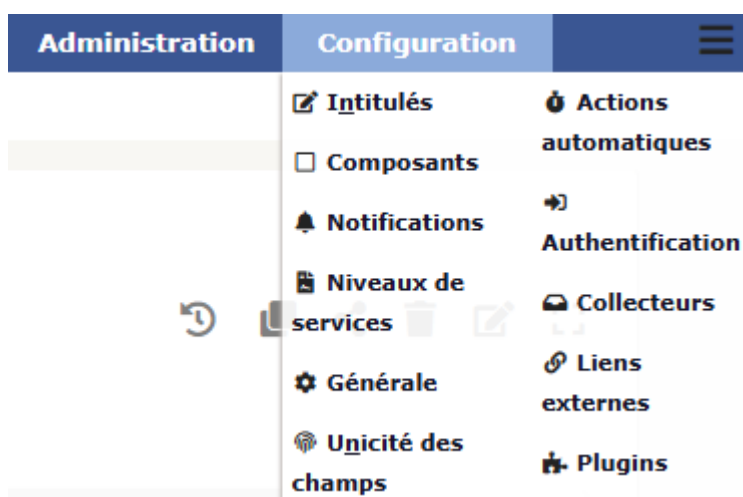 Administration Configuration
Intitulés
Composants
Notifications
Niveaux de
services
Générale
Unicité des
champs
Actions
automatiques
Authentification
Collecteurs
Liens
externes
Plugins